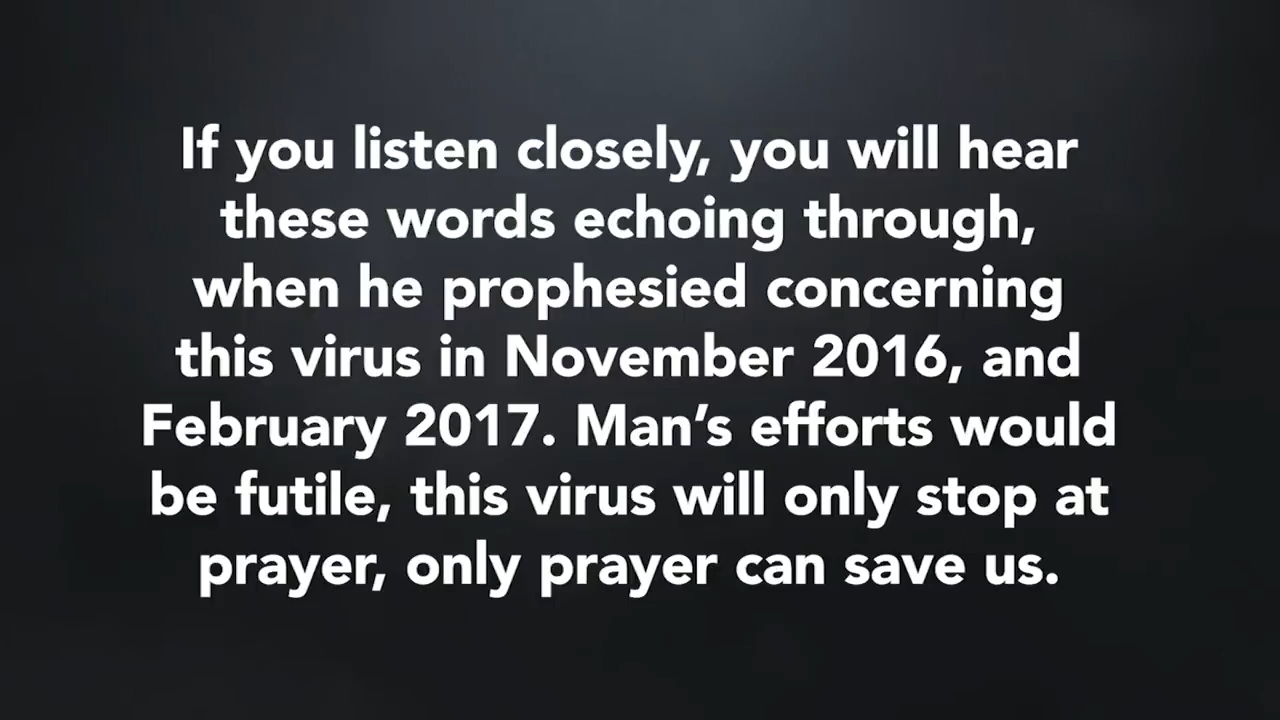 If you listen closely, you will hear
these words echoing through,
when he prophesied concerning
this virus in November 2016, and
February 2017. Man’s efforts would
be futile, this virus will only stop at
prayer, only prayer can save us.